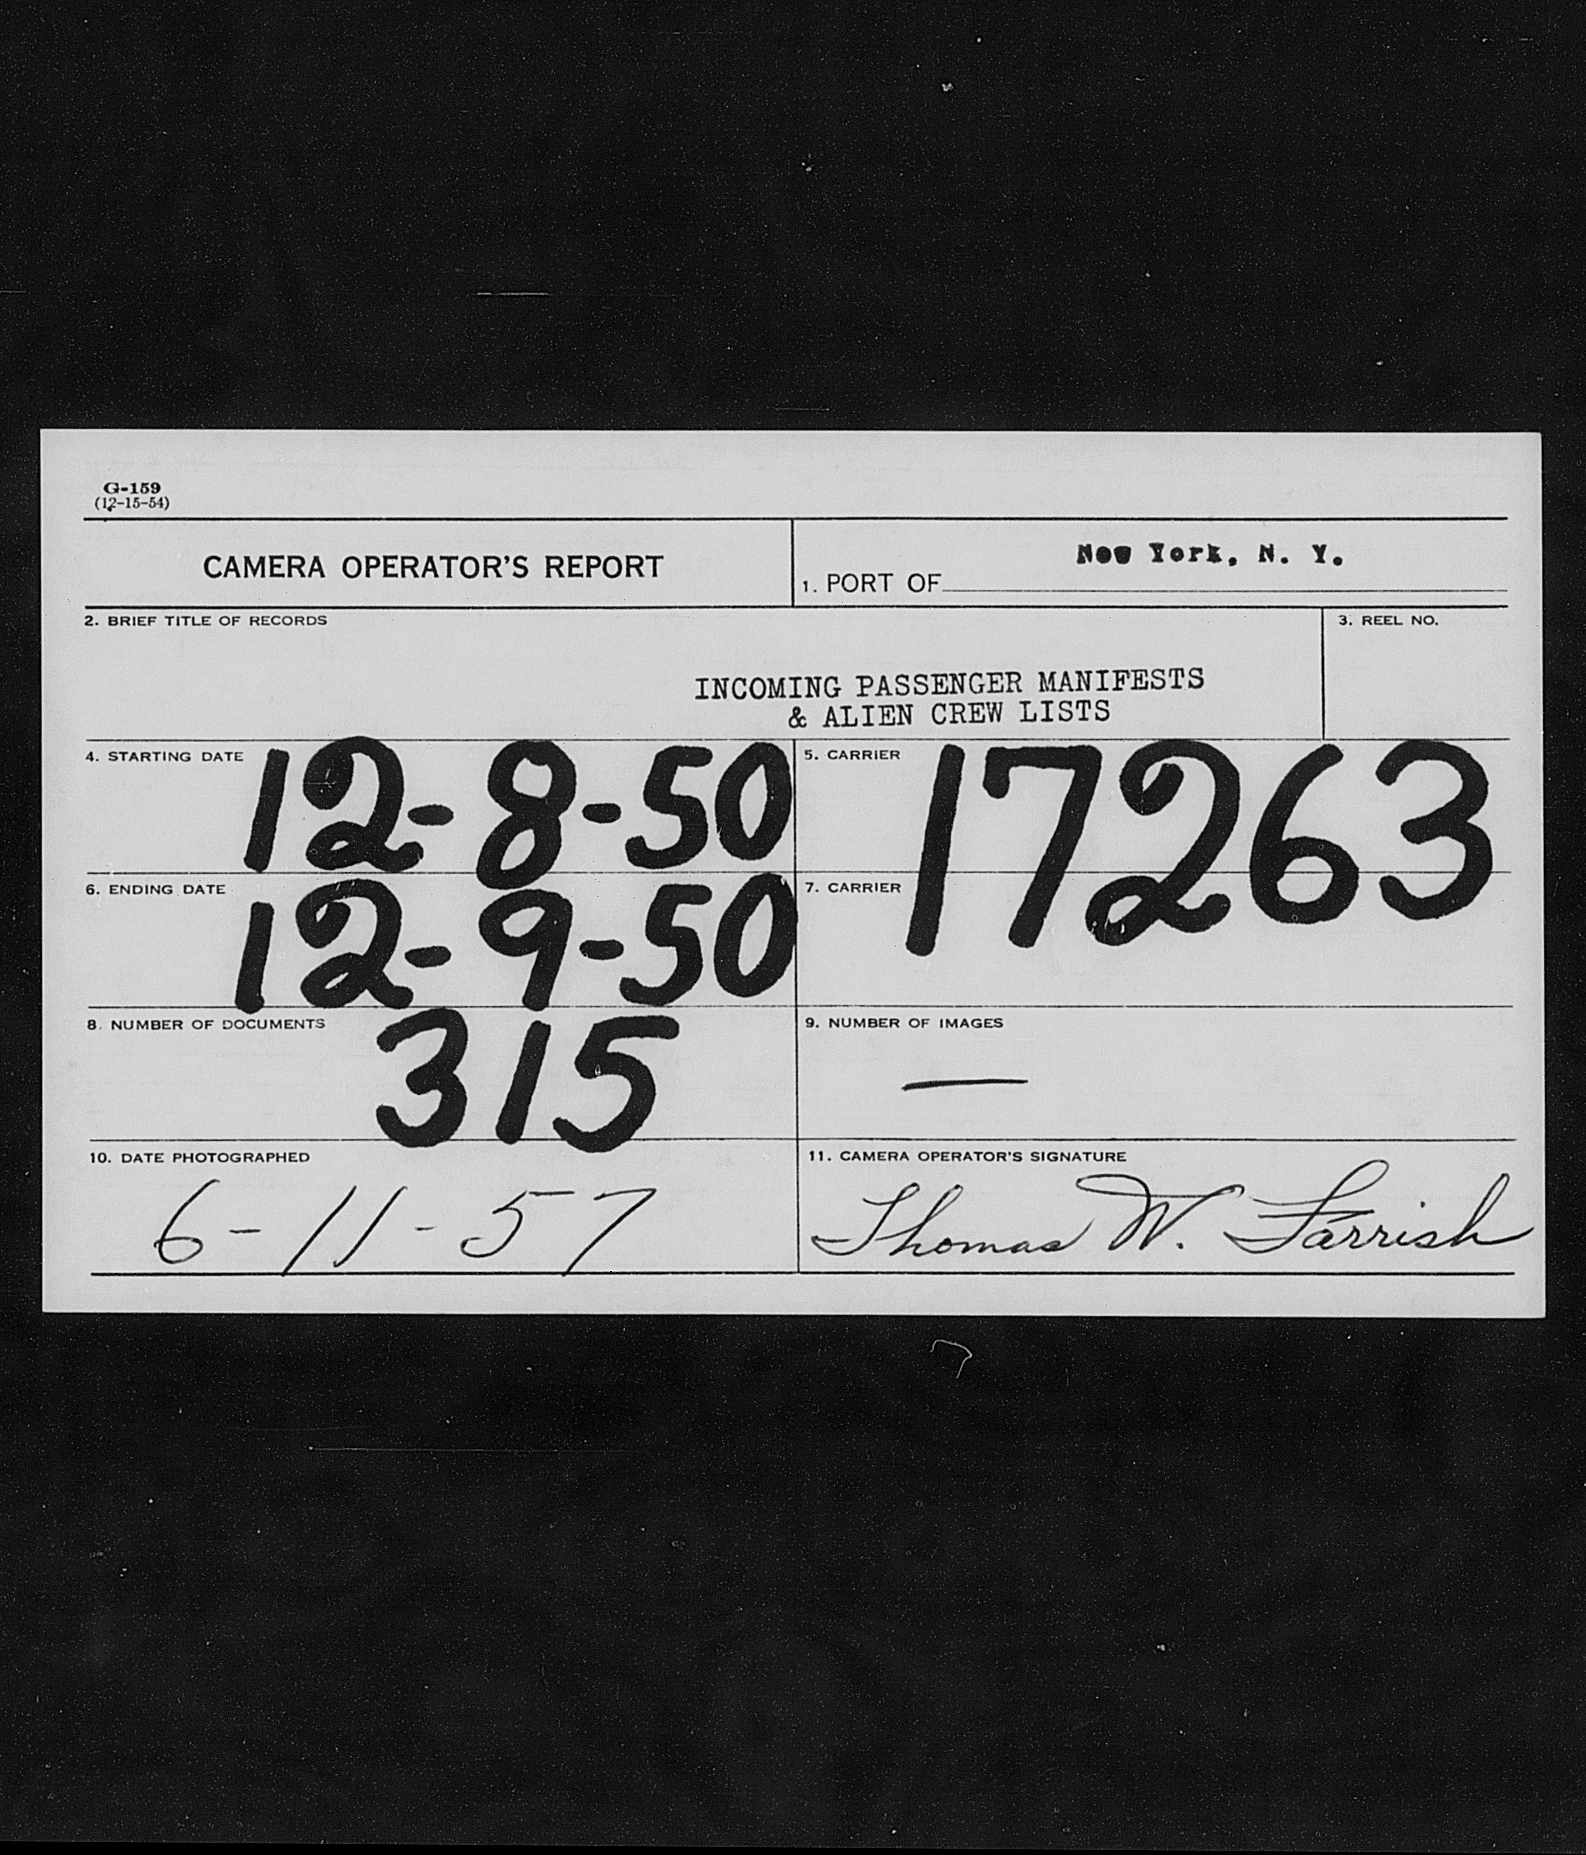 G-159
(12-15-54)
CAMERA OPERATOR'S REPORT
1. PORT OF New York, N. Y.
2. BRIEF TITLE OF RECORDS
INCOMING PASSENGER MANIFESTS
& ALIEN CREW LISTS
3. REEL NO.
4. STARTING DATE 12-8-50
5. CARRIER 17263
6. ENDING DATE 12-9-50
7. CARRIER
8. NUMBER OF DOCUMENTS 315
9. NUMBER OF IMAGES
—
10. DATE PHOTOGRAPHED
6-11-57
11. CAMERA OPERATOR'S SIGNATURE
Thomas W. Farrish